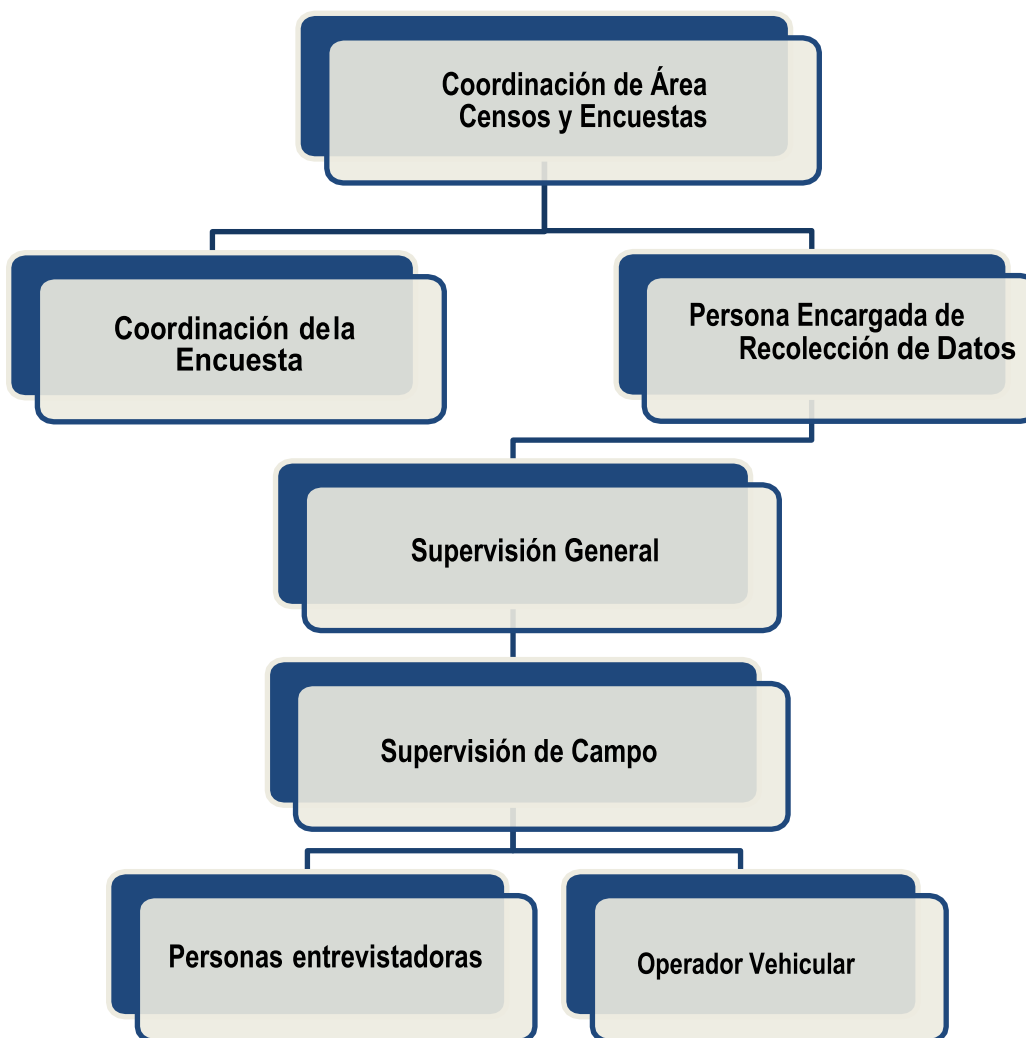 Coordinación de Área
Censos y Encuestas
Coordinación dela
Encuesta
Persona Encargada de
Recolección de Datos
Supervisión General
Supervisión de Campo
Personas entrevistadoras
Operador Vehicular